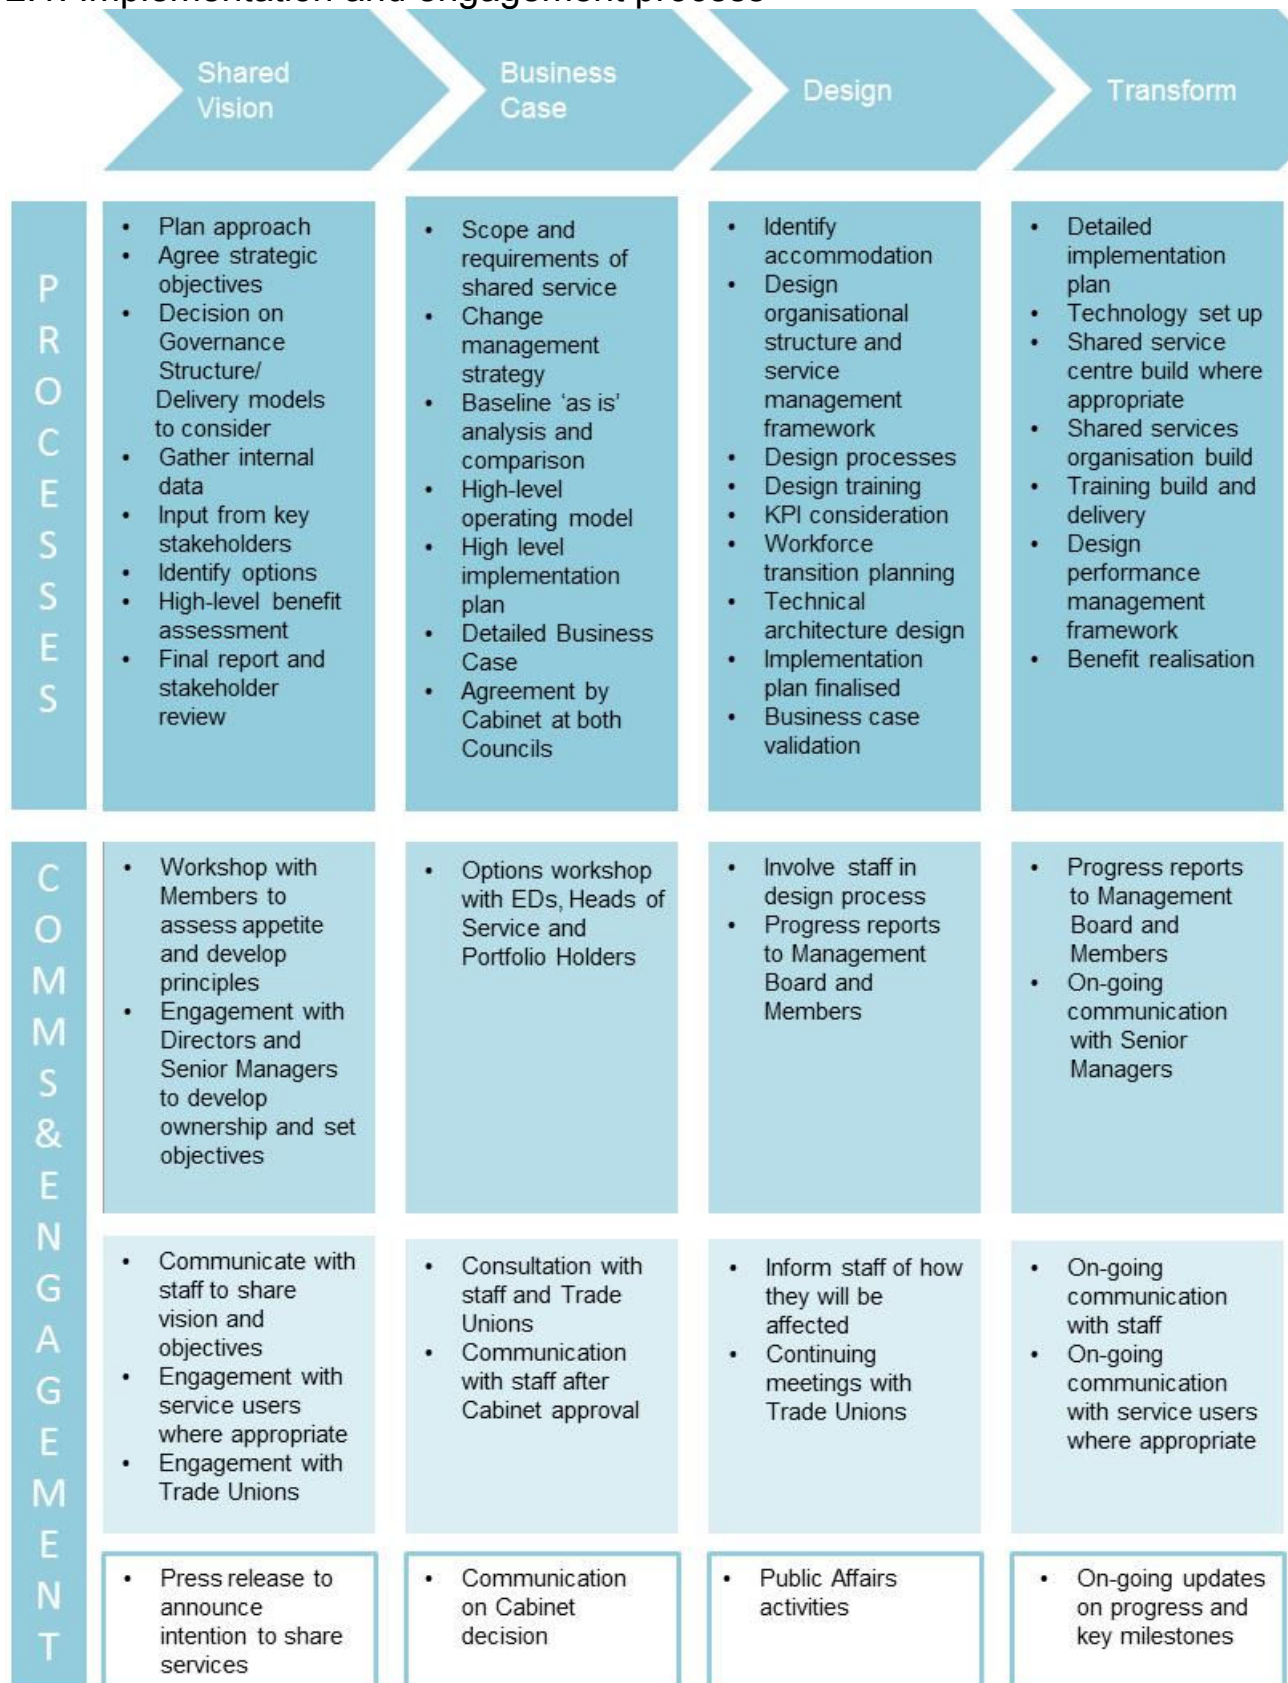 Implementation and engagement process
Shared
Vision
Business
Case
Design
Transform
PROCESSES
• Plan approach
• Agree strategic
objectives
• Decision on
Governance
Structure/
Delivery models
to consider
• Gather internal
data
• Input from key
stakeholders
• Identify options
• High-level benefit
assessment
• Final report and
stakeholder
review
• Scope and
requirements of
shared service
• Change
management
strategy
• Baseline ‘as is’
analysis and
comparison
• High-level
operating model
• High level
implementation
plan
• Detailed Business
Case
• Agreement by
Cabinet at both
Councils
• Identify
accommodation
• Design
organisational
structure and
service
management
framework
• Design processes
• Design training
• KPI consideration
• Workforce
transition planning
• Technical
architecture design
• Implementation
plan finalised
• Business case
validation
• Detailed
implementation
plan
• Technology set up
• Shared service
centre build where
appropriate
• Shared services
organisation build
• Training build and
delivery
• Design
performance
management
framework
• Benefit realisation
COMMS&ENGAGEMENT
• Workshop with
Members to
assess appetite
and develop
principles
• Engagement with
Directors and
Senior Managers
to develop
ownership and set
objectives
• Options workshop
with EDs, Heads of
Service and
Portfolio Holders
• Involve staff in
design process
• Progress reports
to Management
Board and
Members
• Progress reports
to Management
Board and
Members
• On-going
communication
with Senior
Managers
• Communicate with
staff to share
vision and
objectives
• Engagement with
service users
where appropriate
• Engagement with
Trade Unions
• Consultation with
staff and Trade
Unions
• Communication
with staff after
Cabinet approval
• Inform staff of how
they will be
affected
• Continuing
meetings with
Trade Unions
• On-going
communication
with staff
• On-going
communication
with service users
where appropriate
• Press release to
announce
intention to share
services
• Communication
on Cabinet
decision
• Public Affairs
activities
• On-going updates
on progress and
key milestones